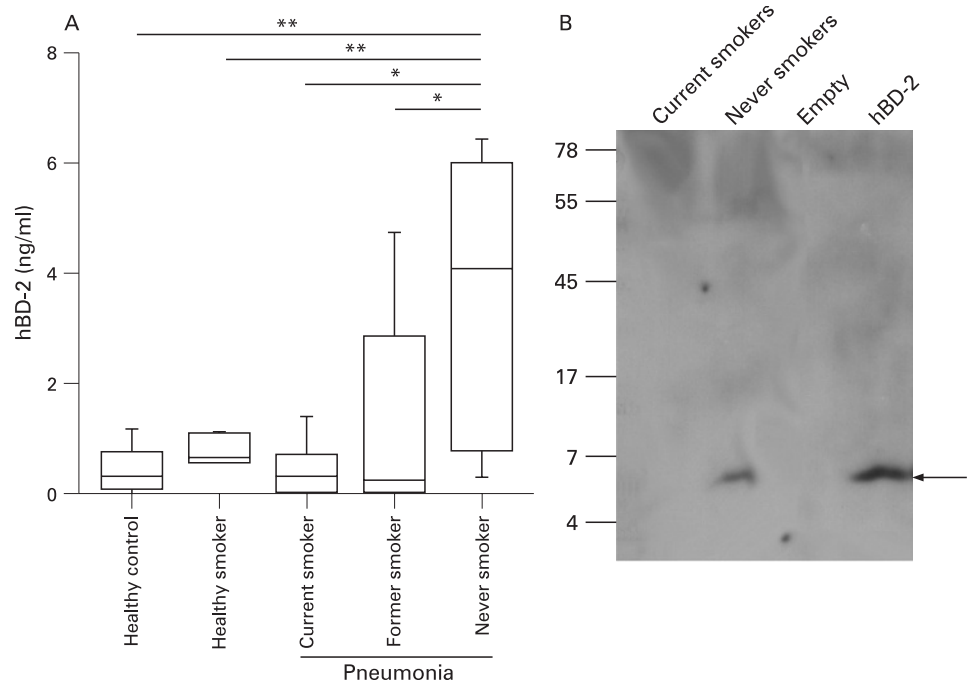 A
**
**
*
*
8
6
4
2
0
hBD-2 (ng/ml)
Healthy control
Healthy smoker
Current smoker
Former smoker
Never smoker
Pneumonia
B
Current smokers
Never smokers
Empty
hBD-2
78
55
45
17
7
4